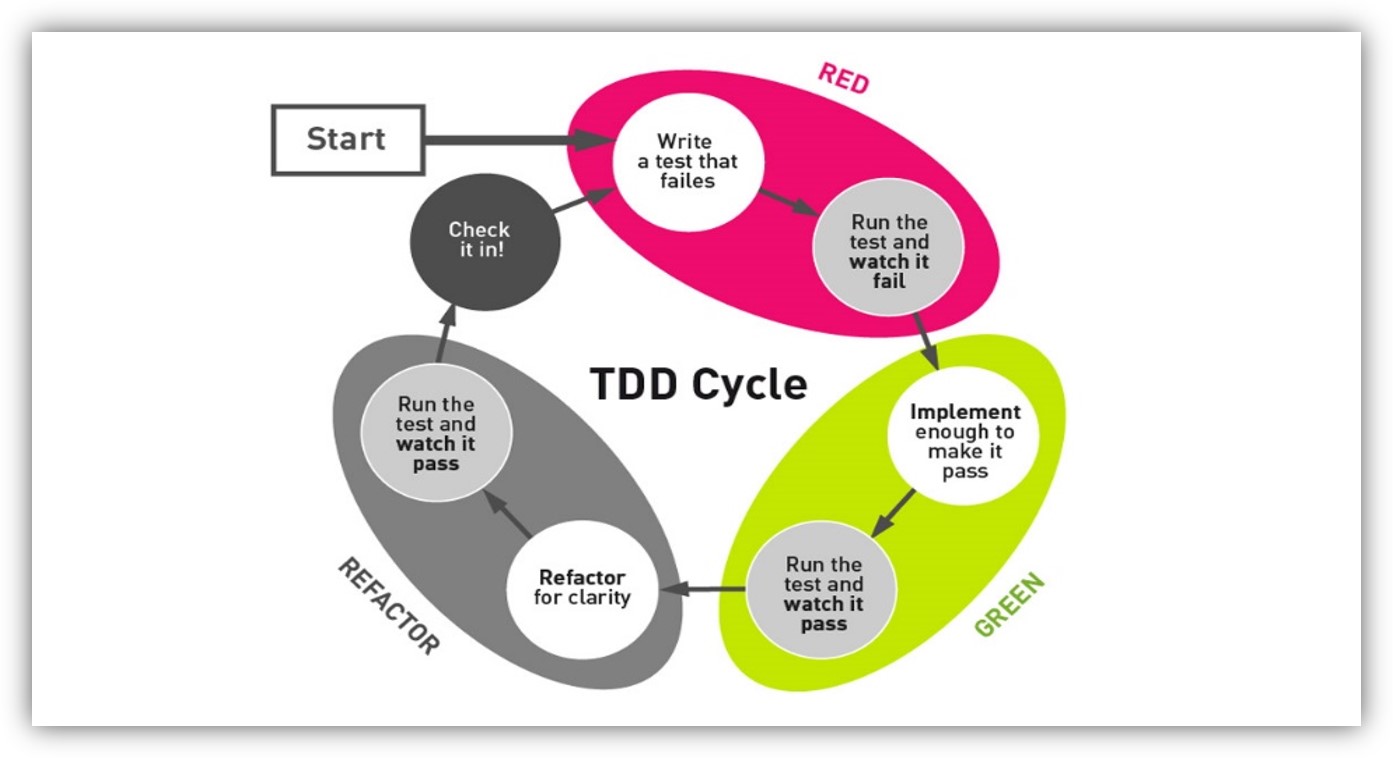 Start
RED
Write
a test that
failes
Run the
test and
watch it
fail
Check
it in!
TDD Cycle
Implement
enough to
make it
pass
GREEN
Run the
test and
watch it
pass
Refactor
for clarity
REFACTOR
Run the
test and
watch it
pass